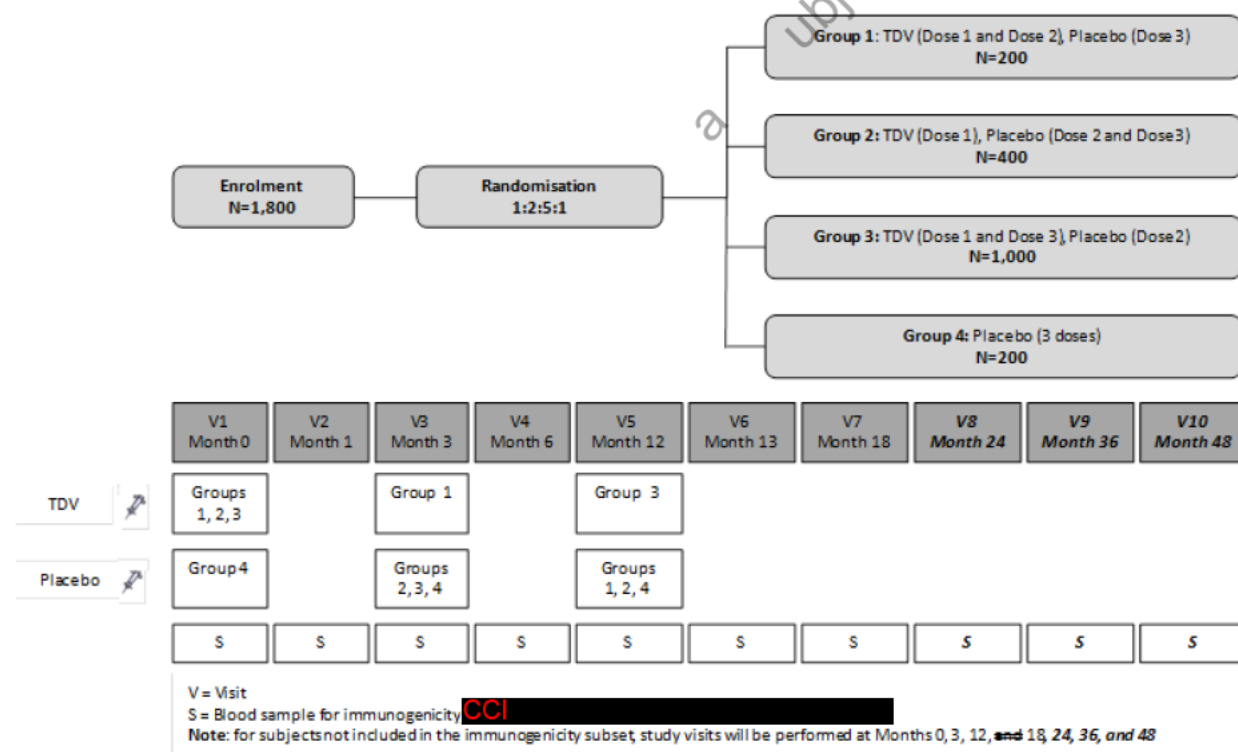 ubj
a
Group 1: TDV (Dose 1 and Dose 2), Placebo (Dose 3)
N=200
Group 2: TDV (Dose 1), Placebo (Dose 2 and Dose3)
N=400
Enrolment
N=1,800
Randomisation
1:2:5:1
Group 3: TDV (Dose 1 and Dose 3), Placebo (Dose2)
N=1,000
Group 4: Placebo (3 doses)
N=200
V1 V2 V3 V4 V5 V6 V7 V8 V9 V10
Month 0 Month 1 Month 3 Month 6 Month 12 Month 13 Month 18 Month 24 Month 36 Month 48
TDV
Groups
1, 2,3
Group 1
Group 3
Placebo
Group4
Groups
2,3, 4
Groups
1, 2, 4
S S S S S S S S S S
V = Visit
S = Blood sample for immunogenicity CCI
Note: for subjects not included in the immunogenicity subset, study visits will be performed at Months 0, 3, 12, and 18, 24, 36, and 48